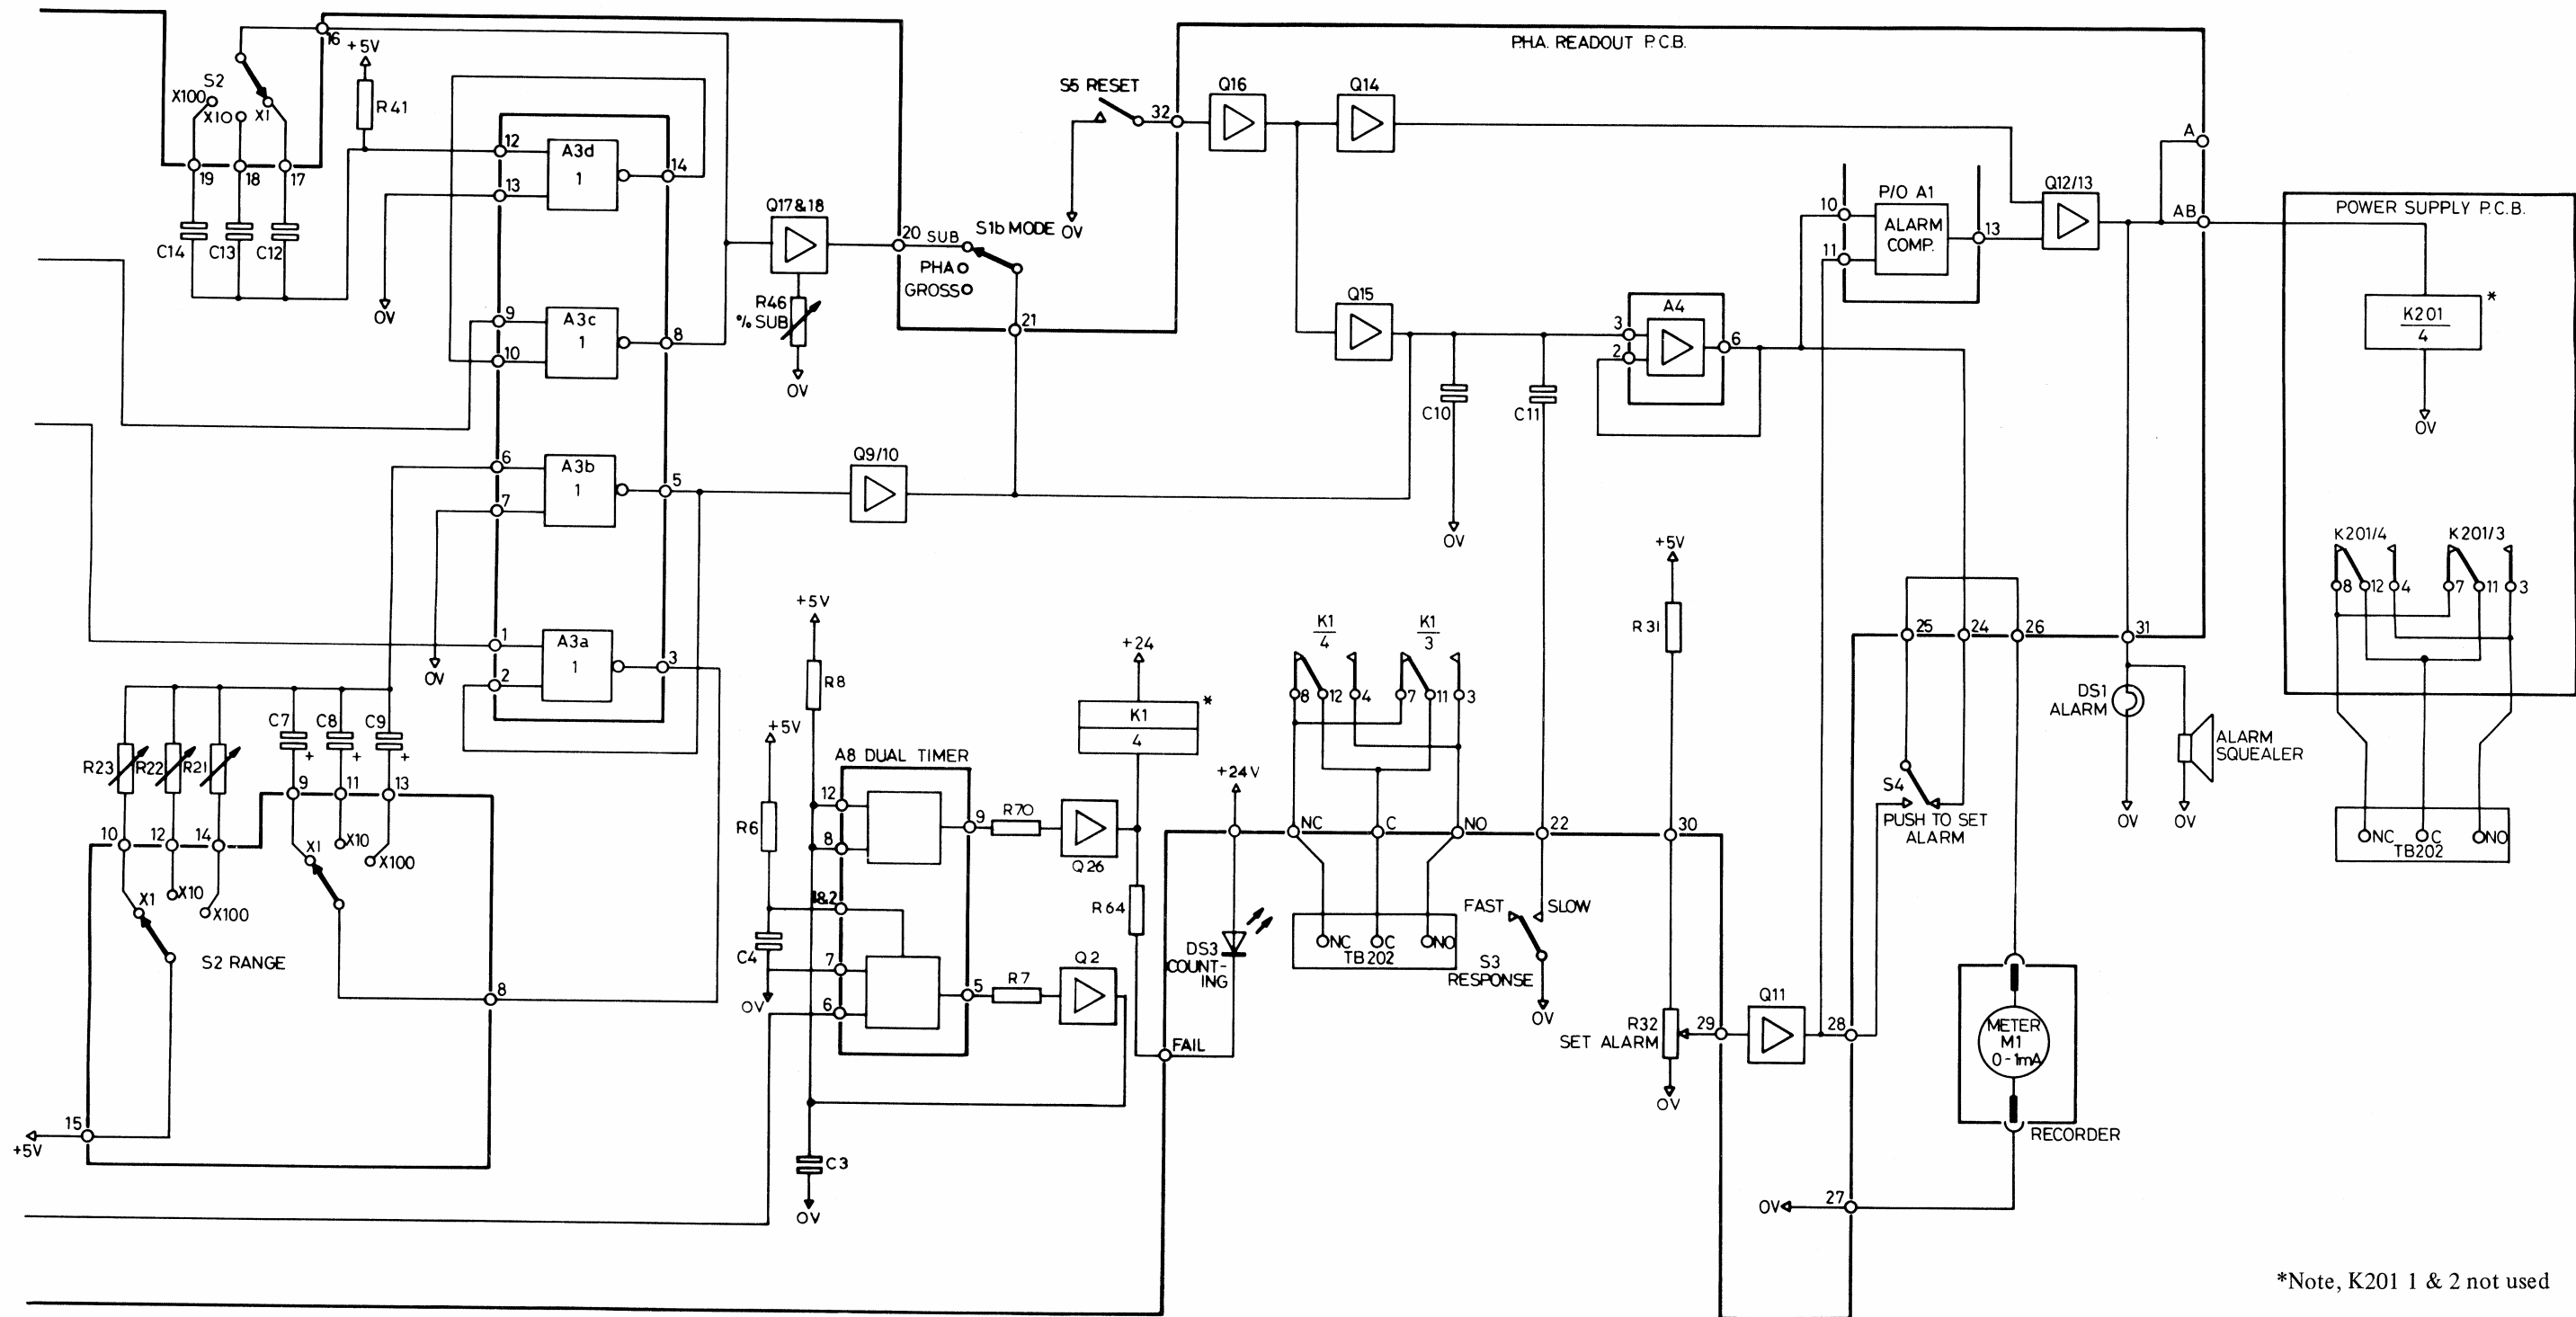 P.H.A. READOUT P.C.B.
16
+5V
S2
X100
X10
X1
R41
19
18
17
C14
C13
C12
12
A3d
1
14
13
0V
9
A3c
1
8
10
6
A3b
1
5
7
0V
1
A3a
1
3
2
Q17&18
R46
% SUB
0V
20
SUB
S1b MODE
PHA
GROSS
21
S5 RESET
0V
32
Q16
Q14
Q15
Q9/10
C10
0V
C11
A4
3
2
6
P/O A1
10
11
ALARM
COMP.
13
Q12/13
A
AB
POWER SUPPLY P.C.B.
K201
4
*
0V
K201/4
K201/3
8
12
4
7
11
3
NC
C
NO
TB202
R23
R22
R21
C7
+
C8
+
C9
+
9
11
13
10
12
14
X1
X10
X100
X1
X10
X100
S2 RANGE
8
15
+5V
+5V
R8
+5V
R6
C4
0V
A8 DUAL TIMER
12
8
9
1&2
7
6
5
R70
Q26
R7
Q2
C3
0V
+24
K1
4
*
R64
FAIL
+24V
DS3
COUNT-
ING
K1
4
K1
3
8
12
4
7
11
3
NC
C
NO
NC
C
NO
TB202
22
FAST
SLOW
S3
RESPONSE
0V
+5V
R31
30
R32
SET ALARM
0V
29
Q11
28
25
24
26
31
S4
PUSH TO SET
ALARM
DS1
ALARM
0V
0V
ALARM
SQUEALER
METER
M1
0-1mA
RECORDER
0V
27
*Note, K201 1 & 2 not used